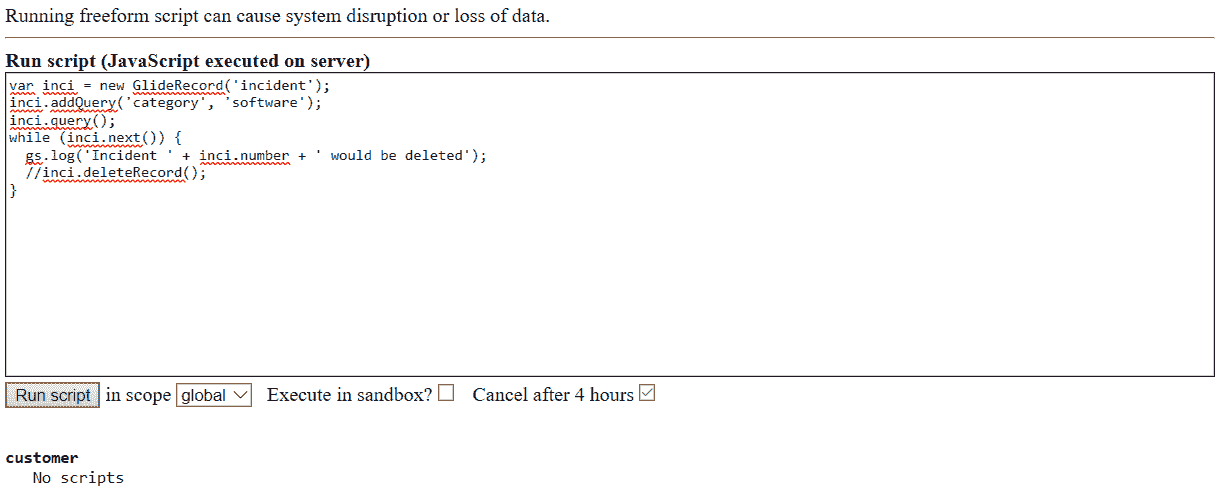 Running freeform script can cause system disruption or loss of data.
Run script (JavaScript executed on server)
var inci = new GlideRecord('incident');
inci.addQuery('category', 'software');
inci.query();
while (inci.next()) {
  gs.log('Incident ' + inci.number + ' would be deleted');
  //inci.deleteRecord();
}
Run script in scope global Execute in sandbox? Cancel after 4 hours
customer
No scripts